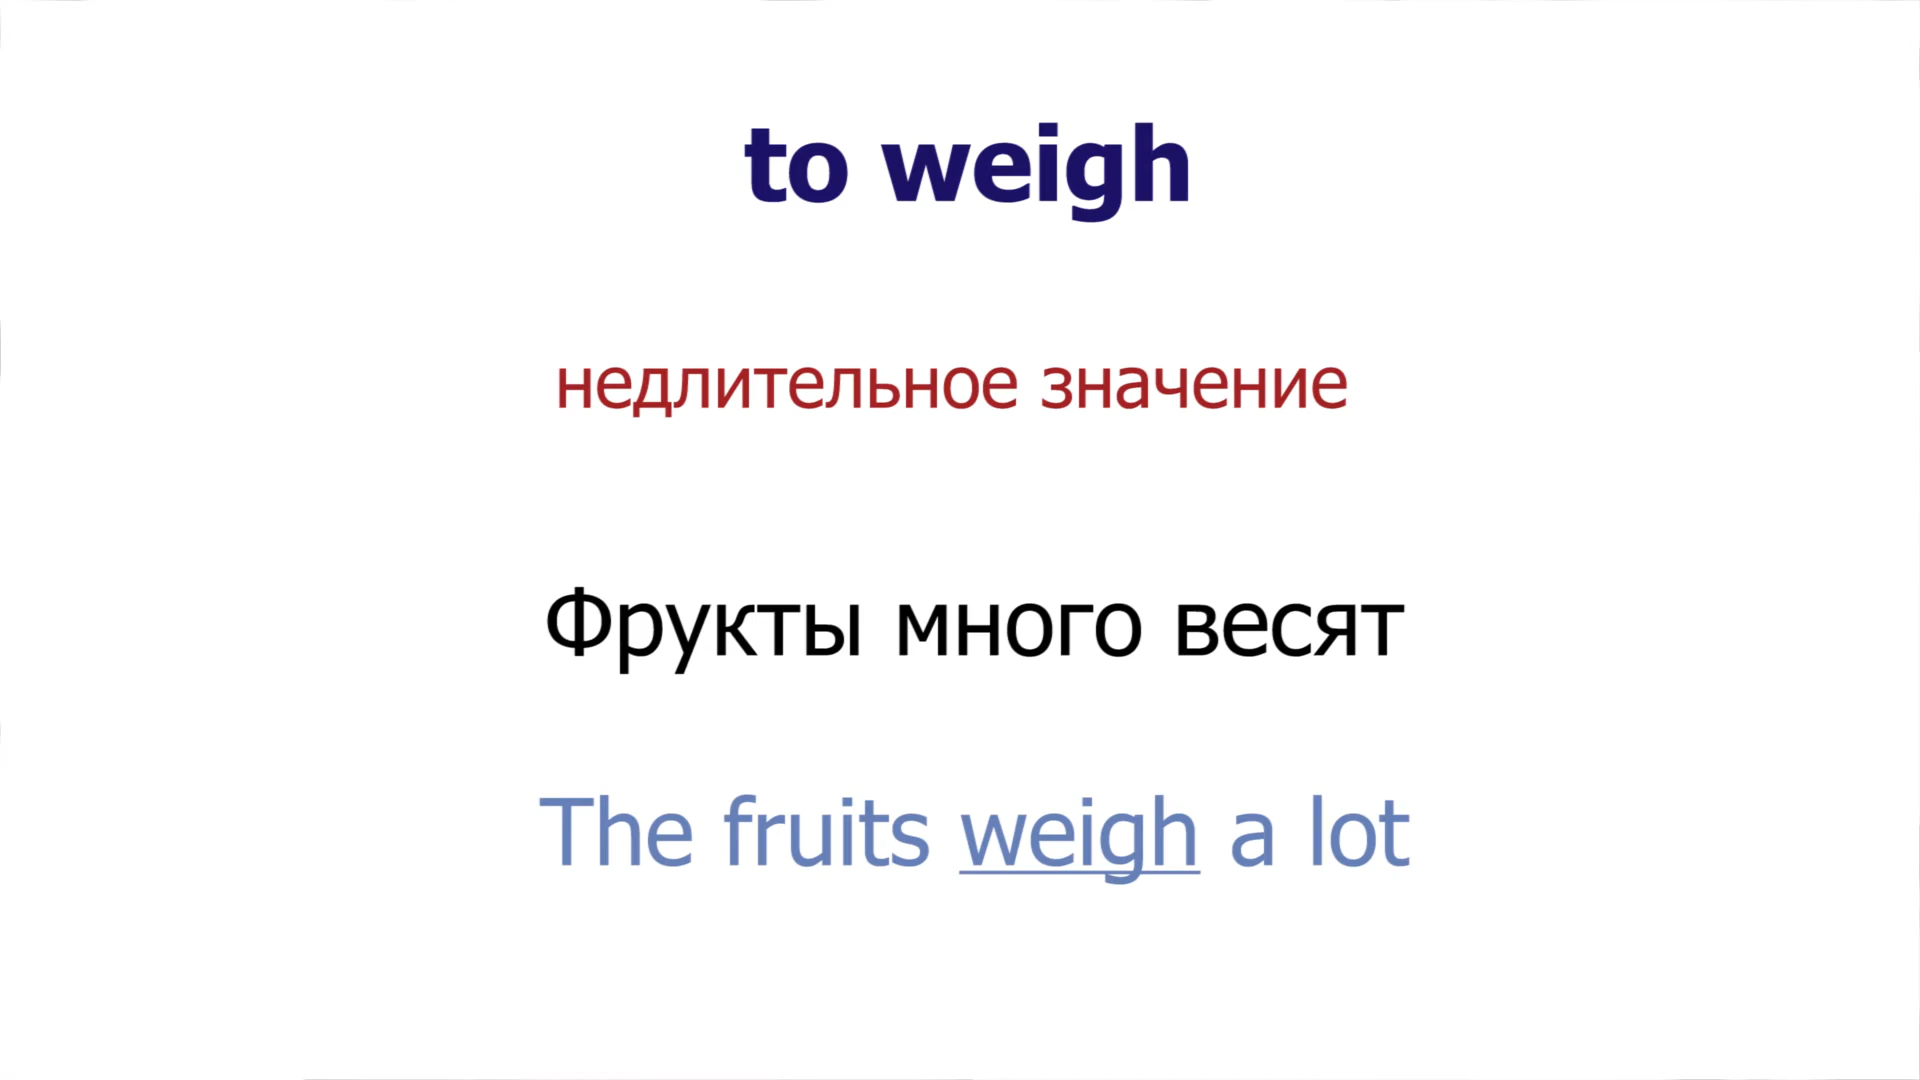 to weigh
недлительное значение
Фрукты много весят
The fruits weigh a lot